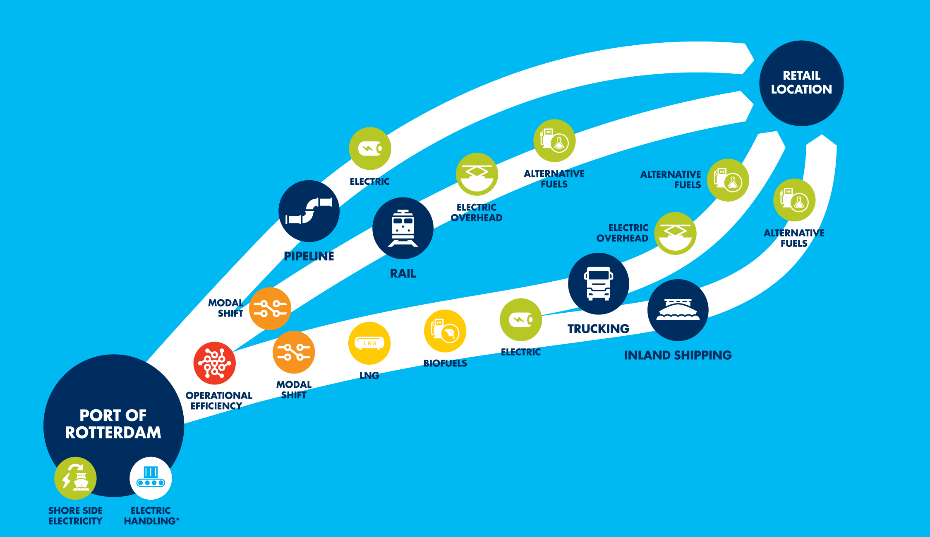 RETAIL
LOCATION
ELECTRIC
ALTERNATIVE
FUELS
ALTERNATIVE
FUELS
ELECTRIC
OVERHEAD
PIPELINE
RAIL
ELECTRIC
OVERHEAD
ALTERNATIVE
FUELS
MODAL
SHIFT
TRUCKING
INLAND SHIPPING
LNG
ELECTRIC
BIOFUELS
LNG
MODAL
SHIFT
OPERATIONAL
EFFICIENCY
PORT OF
ROTTERDAM
SHORE SIDE
ELECTRICITY
ELECTRIC
HANDLING*